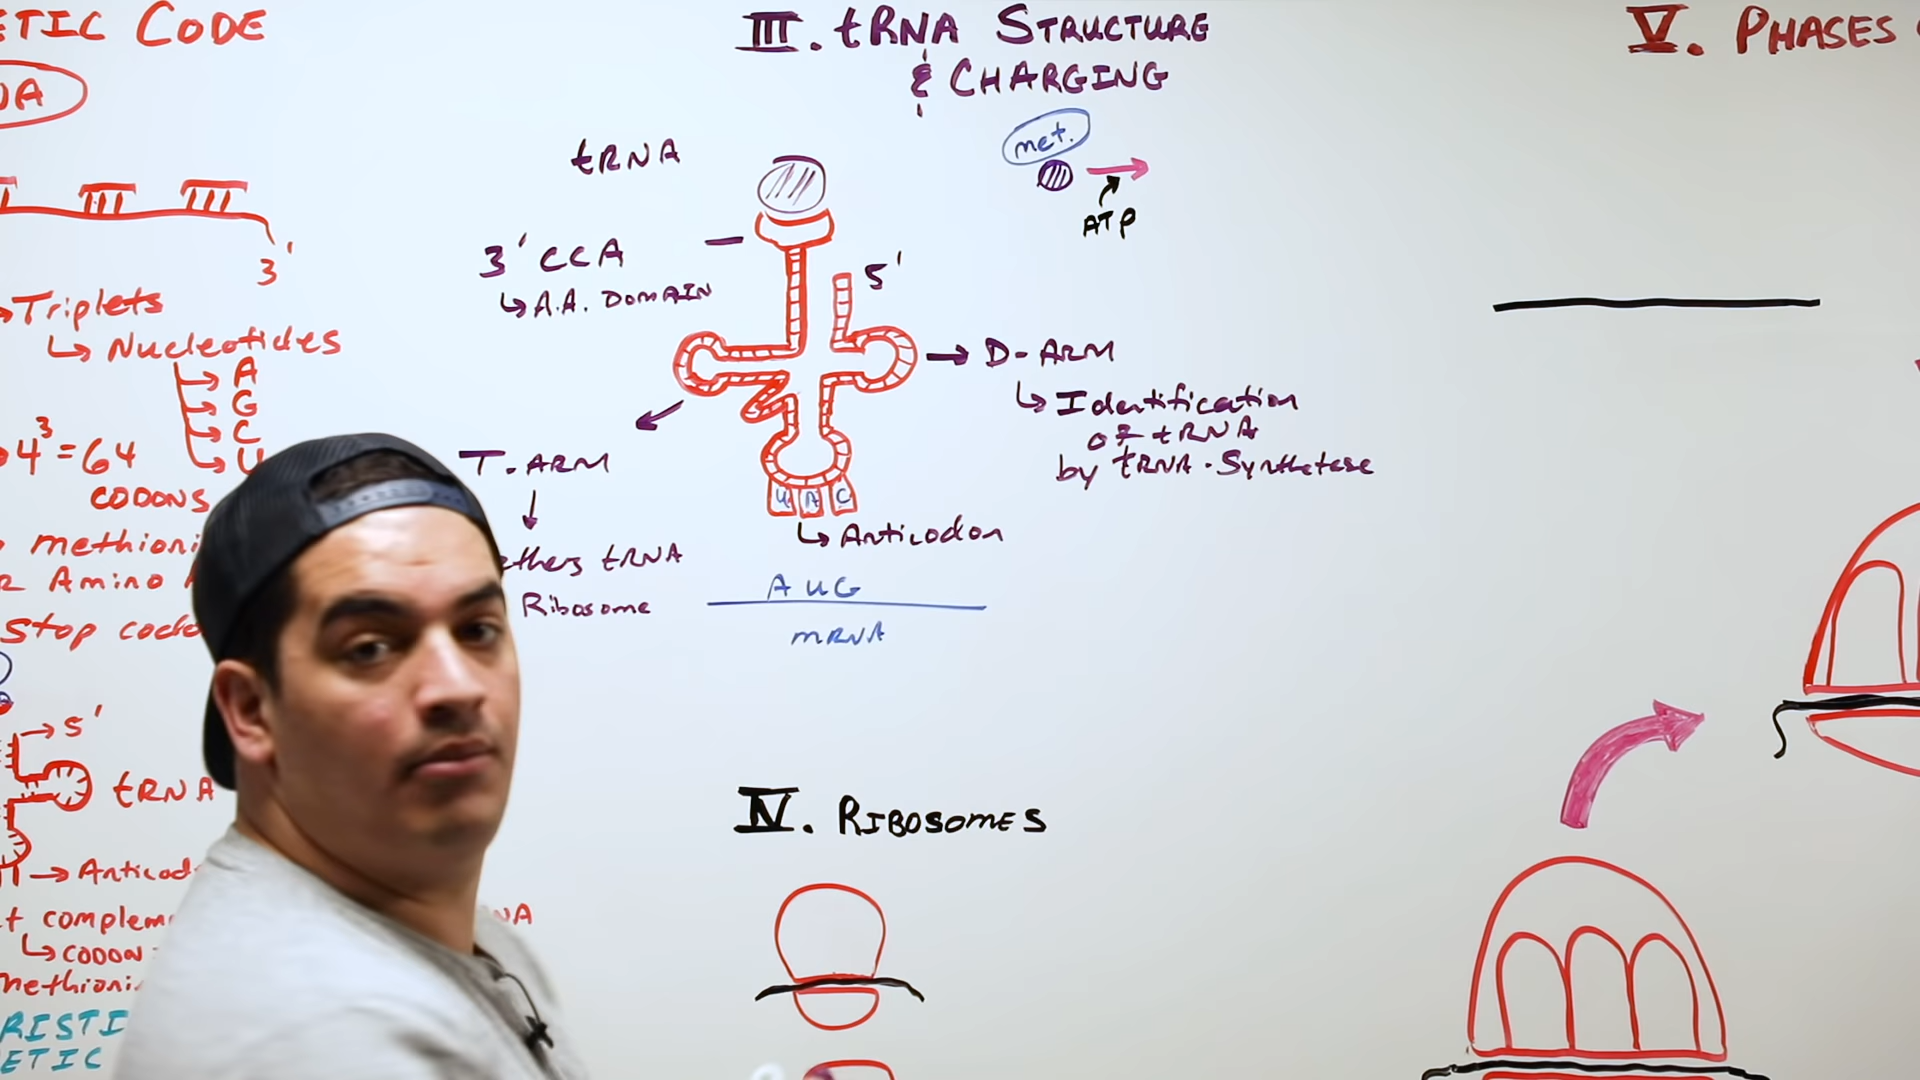 ETIC CODE
III. tRNA STRUCTURE
& CHARGING
V. PHASES
tRNA
met.
ATP
3' CCA
↳ A.A. DOMAIN
5'
3'
Triplets
↳ Nucleotides
A
G
C
U
4³ = 64
CODONS
D-ARM
↳ Identification
of tRNA
by tRNA-Synthetase
T-ARM
ethers tRNA
Ribosome
U A C
↳ Anticodon
AUG
mRNA
methioni
Amino
stop codo
5'
tRNA
Anticod
complem
NA
↳ CODON
methioni
RISTI
ETIC
IV. RIBOSOMES